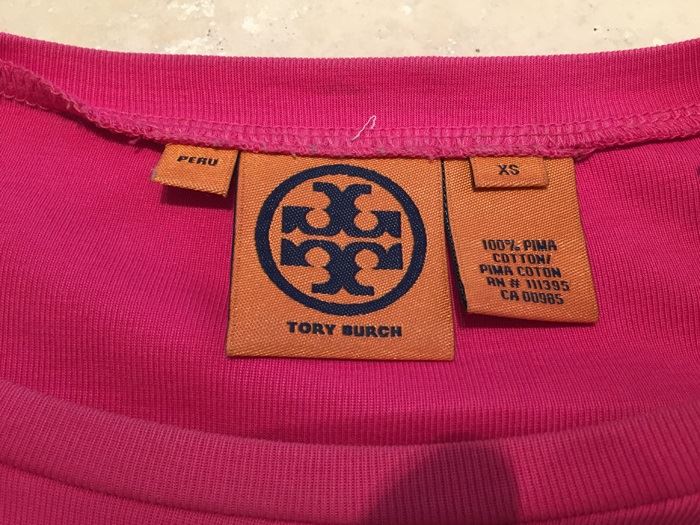 PERU
TORY BURCH
XS
100% PIMA
COTTON/
PIMA COTON
RN # 111395
CA 00985